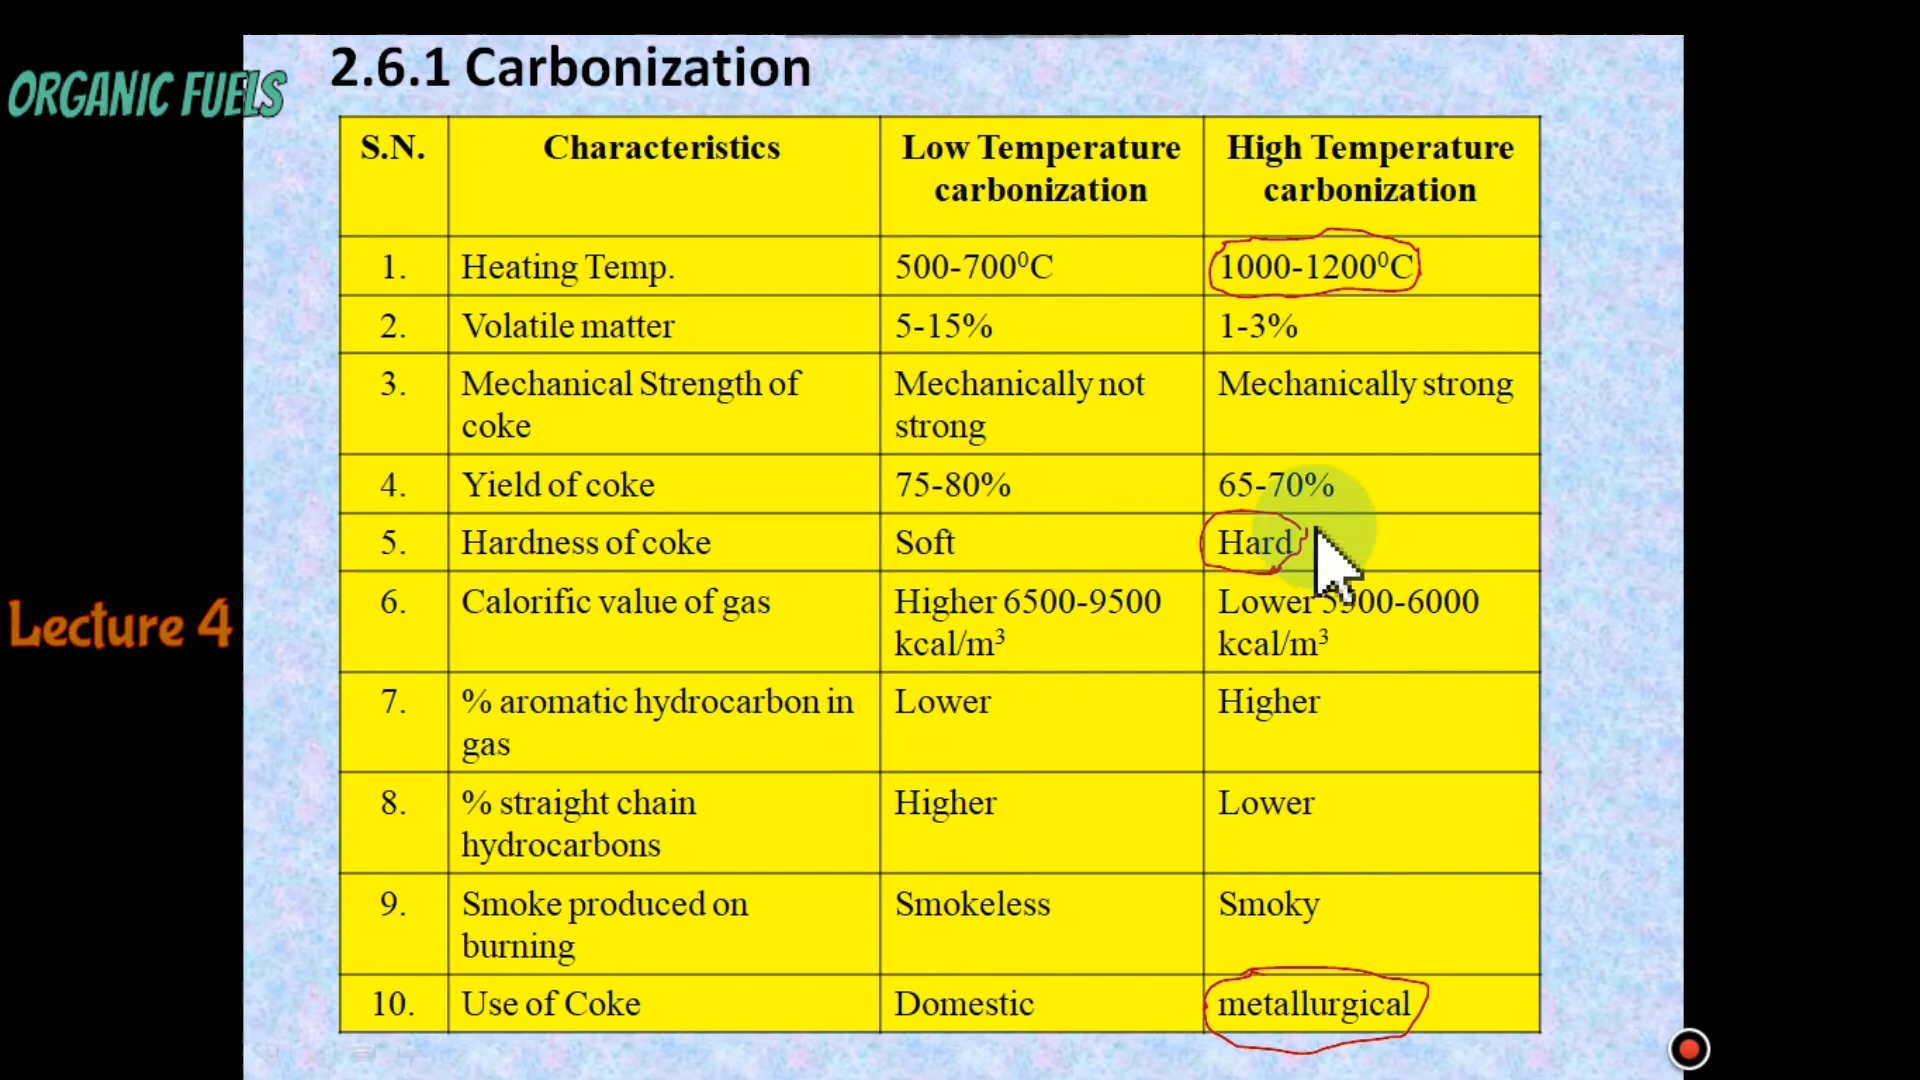 2.6.1 Carbonization
ORGANIC FUELS
S.N. Characteristics Low Temperature carbonization High Temperature carbonization
1. Heating Temp. 500-700⁰C 1000-1200⁰C
2. Volatile matter 5-15% 1-3%
3. Mechanical Strength of coke Mechanically not strong Mechanically strong
4. Yield of coke 75-80% 65-70%
5. Hardness of coke Soft Hard
6. Calorific value of gas Higher 6500-9500 kcal/m³ Lower kcal/m³
Lecture 4
7. % aromatic hydrocarbon in gas Lower Higher
8. % straight chain hydrocarbons Higher Lower
9. Smoke produced on burning Smokeless Smoky
10. Use of Coke Domestic metallurgical